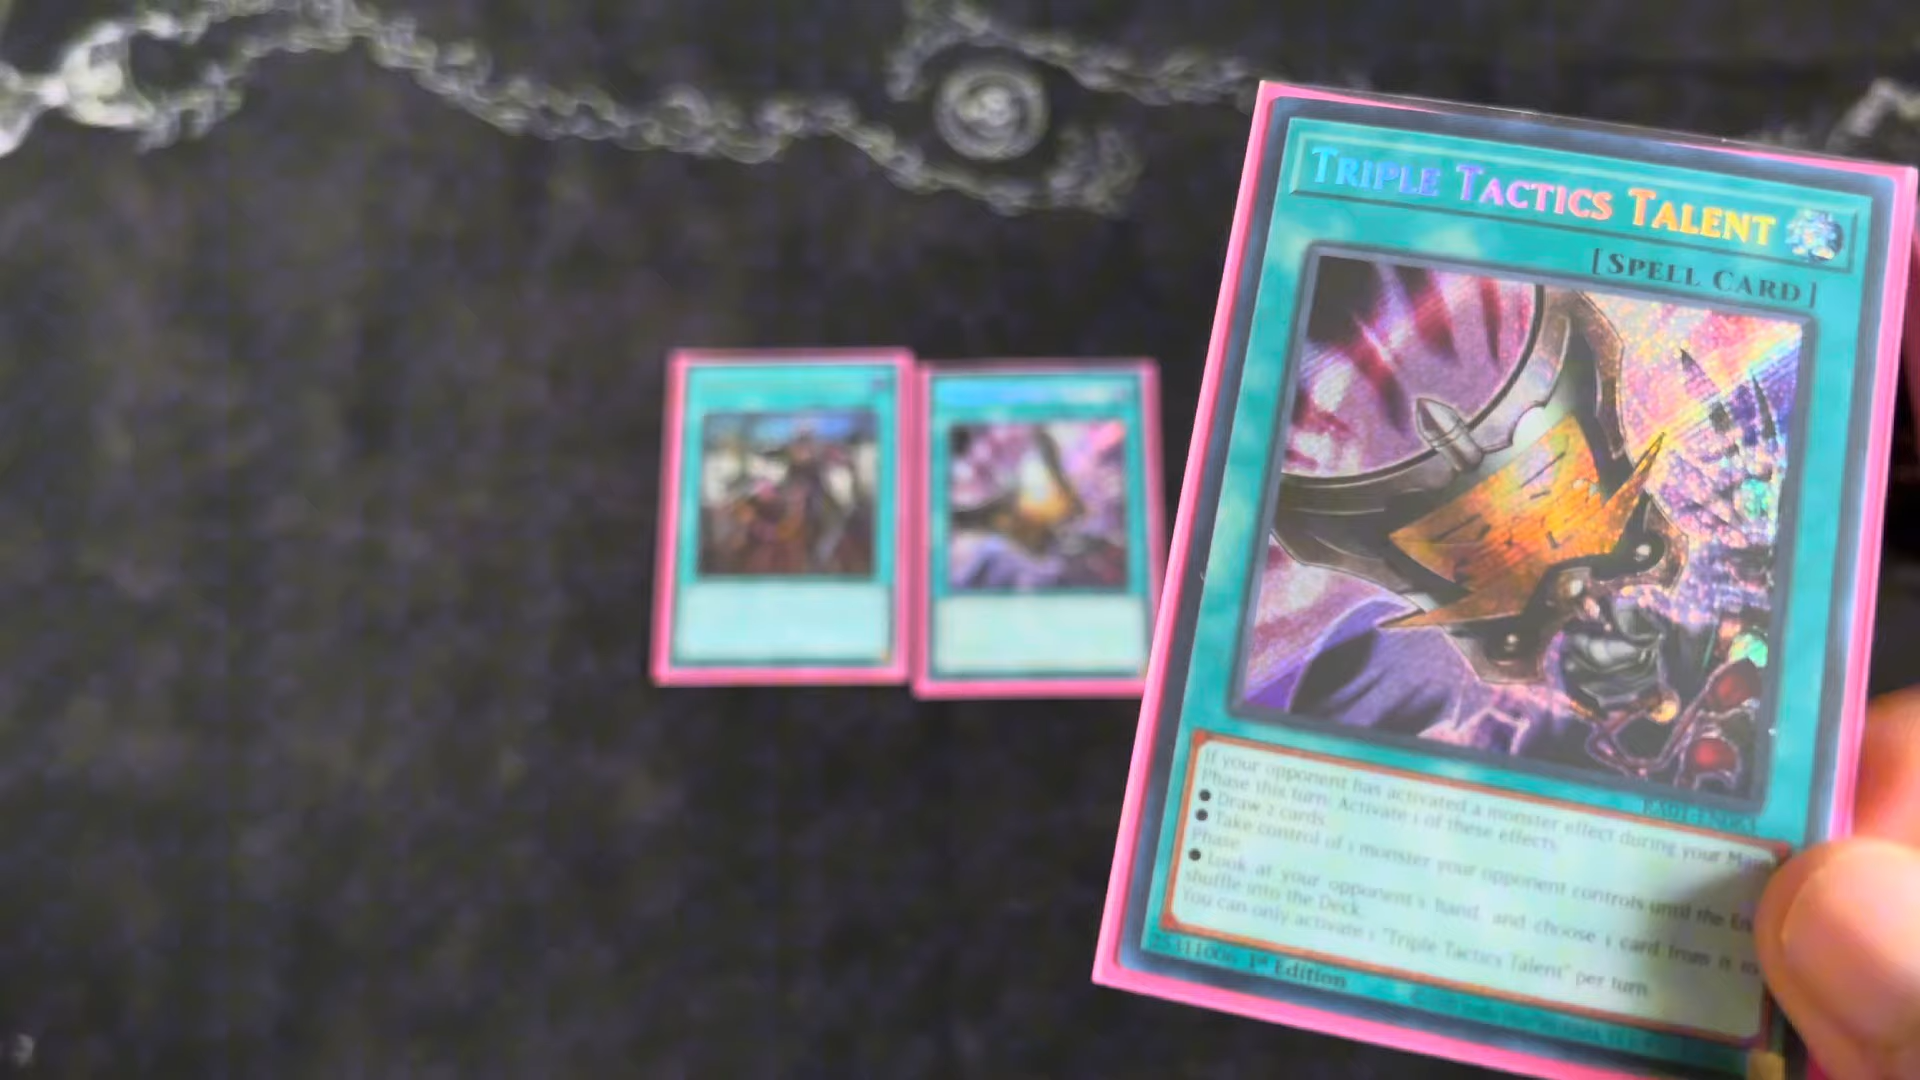 TRIPLE TACTICS TALENT
[SPELL CARD]
RA01-EN061
If your opponent has activated a monster effect during your Main
Phase this turn: Activate 1 of these effects.
● Draw 2 cards.
● Take control of 1 monster your opponent controls until the End
Phase.
● Look at your opponent's hand, and choose 1 card from it to
shuffle into the Deck.
You can only activate 1 "Triple Tactics Talent" per turn.
25311006 1st Edition